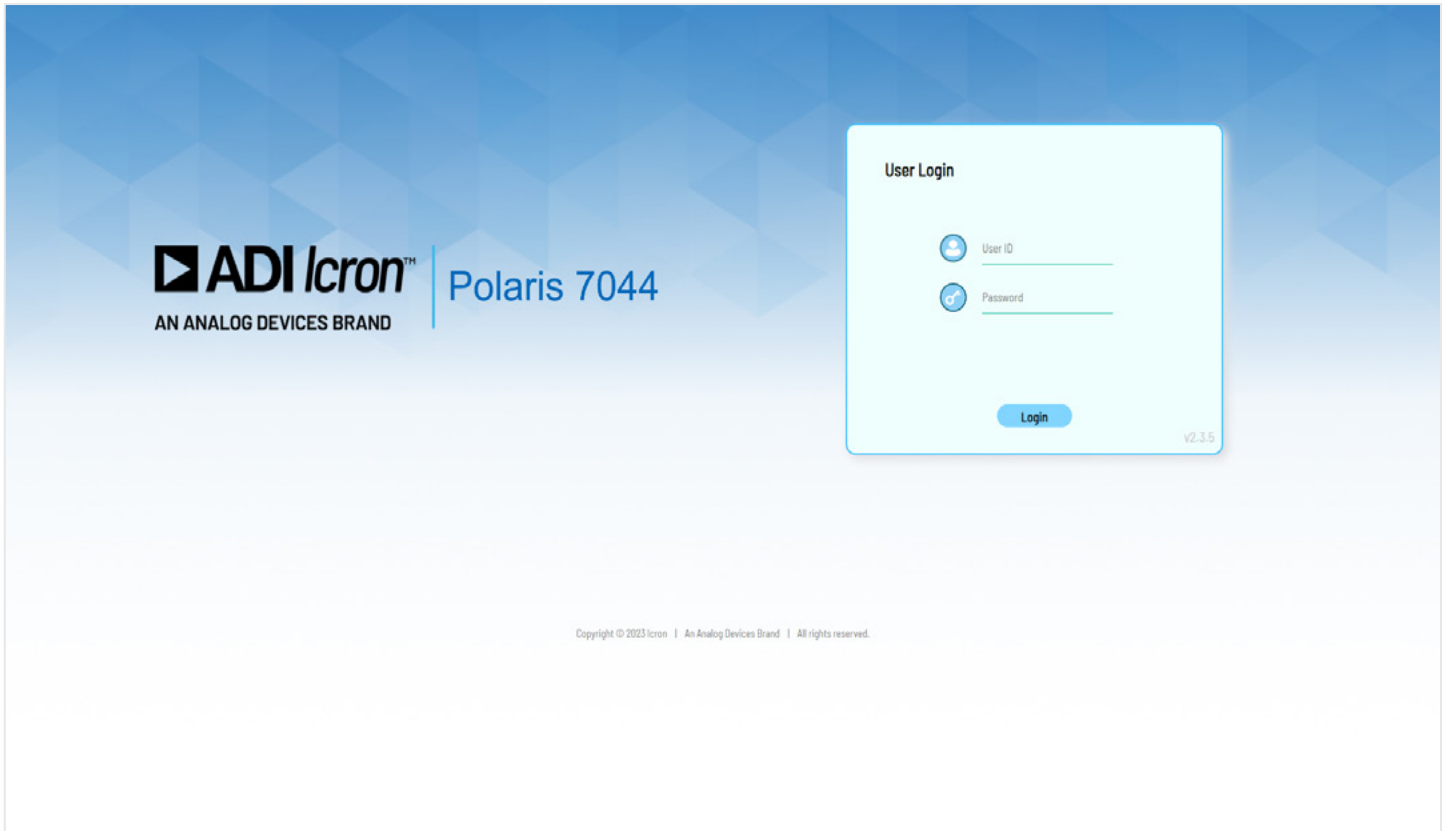 User Login
User ID
ADI Icron™
Polaris 7044
Password
AN ANALOG DEVICES BRAND
Login
v2.3.5
Copyright © 2023 Icron | An Analog Devices Brand | All rights reserved.